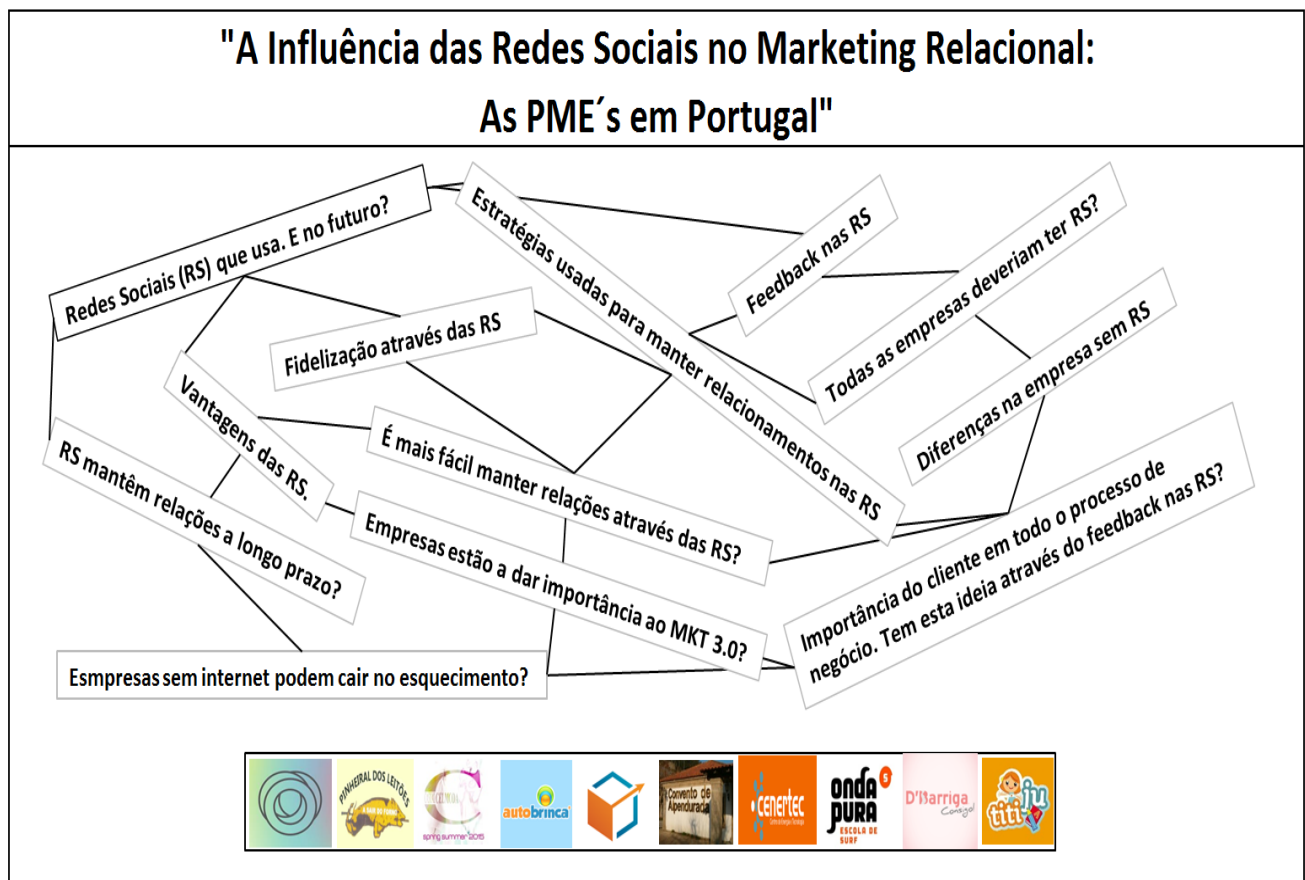 "A Influência das Redes Sociais no Marketing Relacional:
As PME´s em Portugal"
Redes Sociais (RS) que usa. E no futuro?
Estratégias usadas para manter relacionamentos nas RS
Feedback nas RS
Todas as empresas deveriam ter RS?
Fidelização através das RS
Diferenças na empresa sem RS
Vantagens das RS.
É mais fácil manter relações através das RS?
RS mantêm relações a longo prazo?
Empresas estão a dar importância ao MKT 3.0?
Importância do cliente em todo o processo de
negócio. Tem esta ideia através do feedback nas RS?
Esmpresas sem internet podem cair no esquecimento?
PINHEIRAL DOS LEITÕES
spring summer 2015
autobrinca
Convento de
Alpendurada
cenertec
onda
pura
ESCOLA DE
SURF
5
D'Barriga
Comigo!
titi
ju